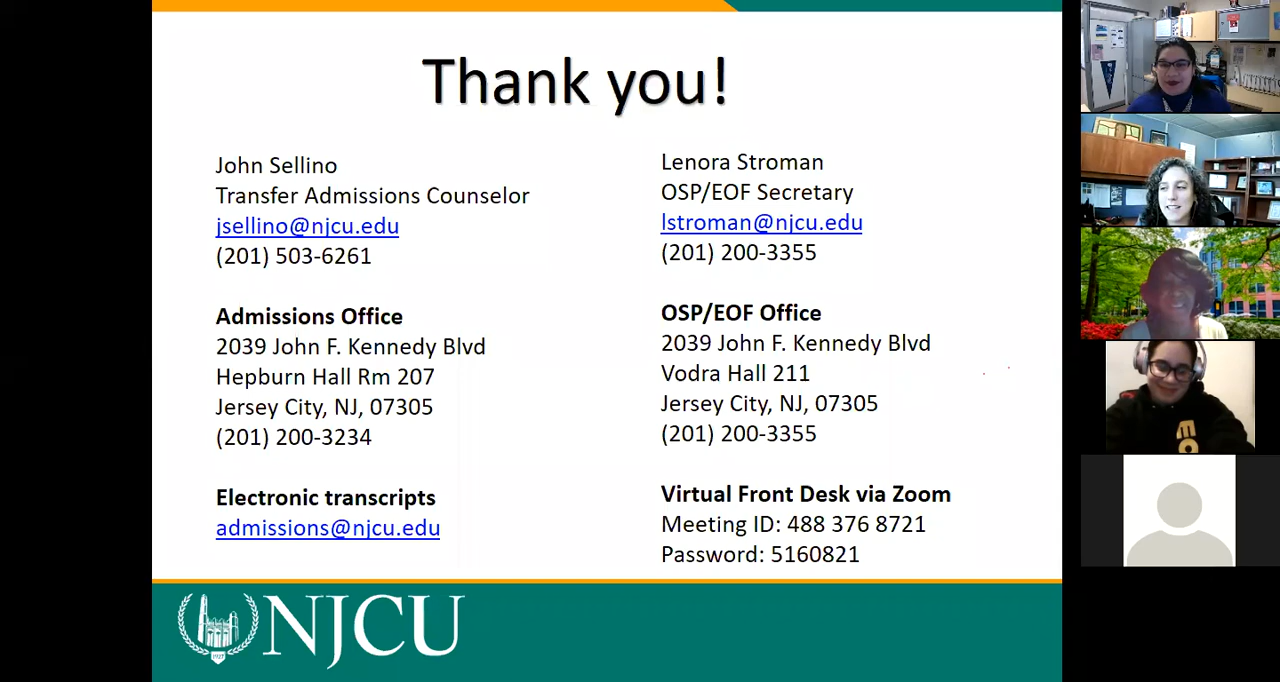 Thank you!
John Sellino
Transfer Admissions Counselor
jsellino@njcu.edu
(201) 503-6261
Admissions Office
2039 John F. Kennedy Blvd
Hepburn Hall Rm 207
Jersey City, NJ, 07305
(201) 200-3234
Electronic transcripts
admissions@njcu.edu
Lenora Stroman
OSP/EOF Secretary
lstroman@njcu.edu
(201) 200-3355
OSP/EOF Office
2039 John F. Kennedy Blvd
Vodra Hall 211
Jersey City, NJ, 07305
(201) 200-3355
Virtual Front Desk via Zoom
Meeting ID: 488 376 8721
Password: 5160821
NJCU